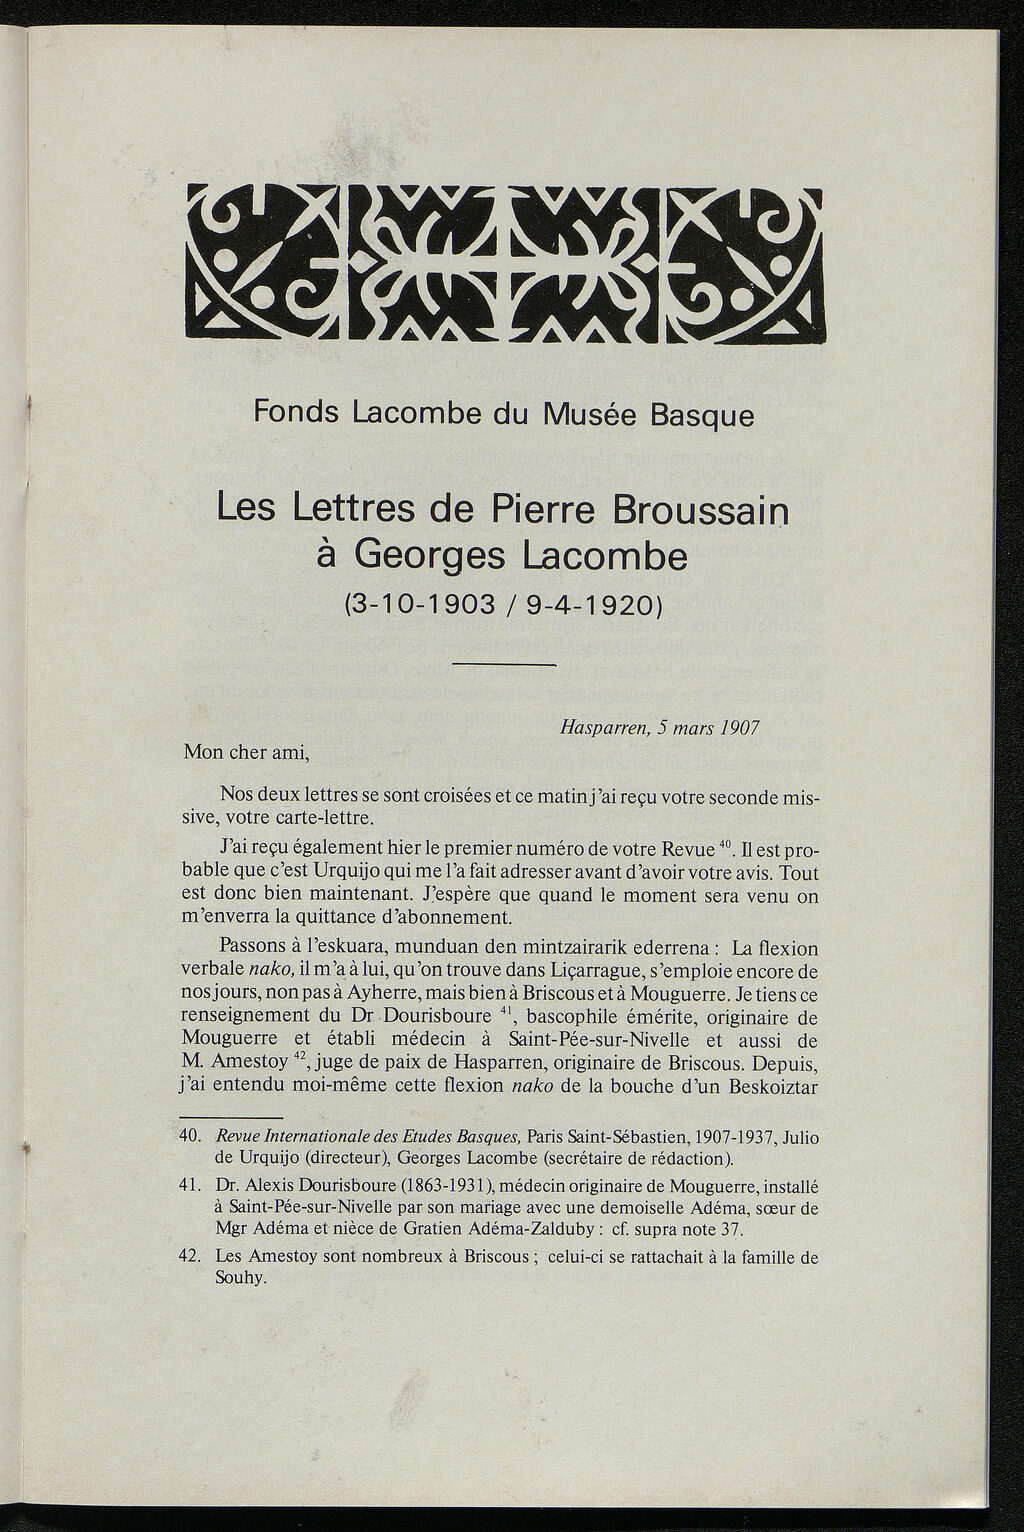 Fonds Lacombe du Musée Basque
Les Lettres de Pierre Broussain
à Georges Lacombe
(3-10-1903 / 9-4-1920)
Hasparren, 5 mars 1907
Mon cher ami,
Nos deux lettres se sont croisées et ce matin j'ai reçu votre seconde mis-
sive, votre carte-lettre.
J'ai reçu également hier le premier numéro de votre Revue 40. Il est pro-
bable que c'est Urquijo qui me l'a fait adresser avant d'avoir votre avis. Tout
est donc bien maintenant. J'espère que quand le moment sera venu on
m'enverra la quittance d'abonnement.
Passons à l'eskuara, munduan den mintzairarik ederrena : La flexion
verbale nako, il m'a à lui, qu'on trouve dans Liçarrague, s'emploie encore de
nos jours, non pas à Ayherre, mais bien à Briscous et à Mouguerre. Je tiens ce
renseignement du Dr Dourisboure 41, bascophile émérite, originaire de
Mouguerre et établi médecin à Saint-Pée-sur-Nivelle et aussi de
M. Amestoy 42, juge de paix de Hasparren, originaire de Briscous. Depuis,
j'ai entendu moi-même cette flexion nako de la bouche d'un Beskoiztar
40. Revue Internationale des Etudes Basques, Paris Saint-Sébastien, 1907-1937, Julio
de Urquijo (directeur), Georges Lacombe (secrétaire de rédaction).
41. Dr. Alexis Dourisboure (1863-1931), médecin originaire de Mouguerre, installé
à Saint-Pée-sur-Nivelle par son mariage avec une demoiselle Adéma, sœur de
Mgr Adéma et nièce de Gratien Adéma-Zalduby : cf. supra note 37.
42. Les Amestoy sont nombreux à Briscous ; celui-ci se rattachait à la famille de
Souhy.